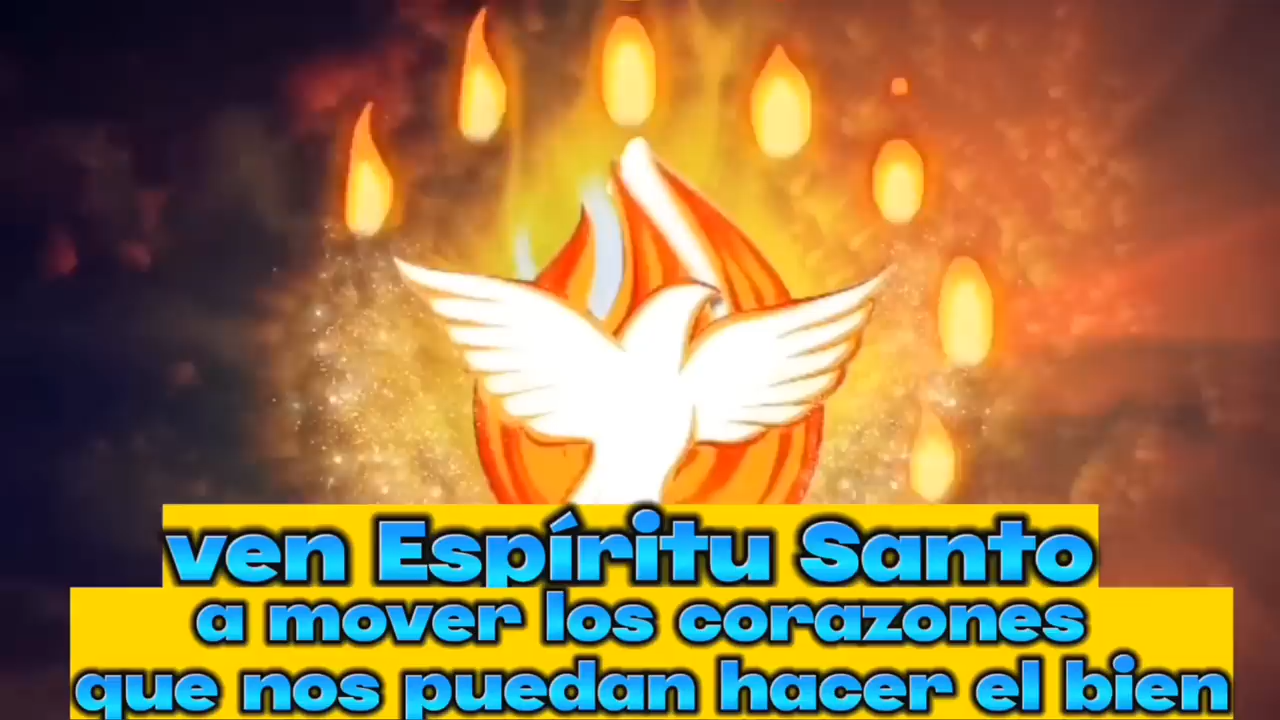 ven Espíritu Santo
a mover los corazones
que nos puedan hacer el bien